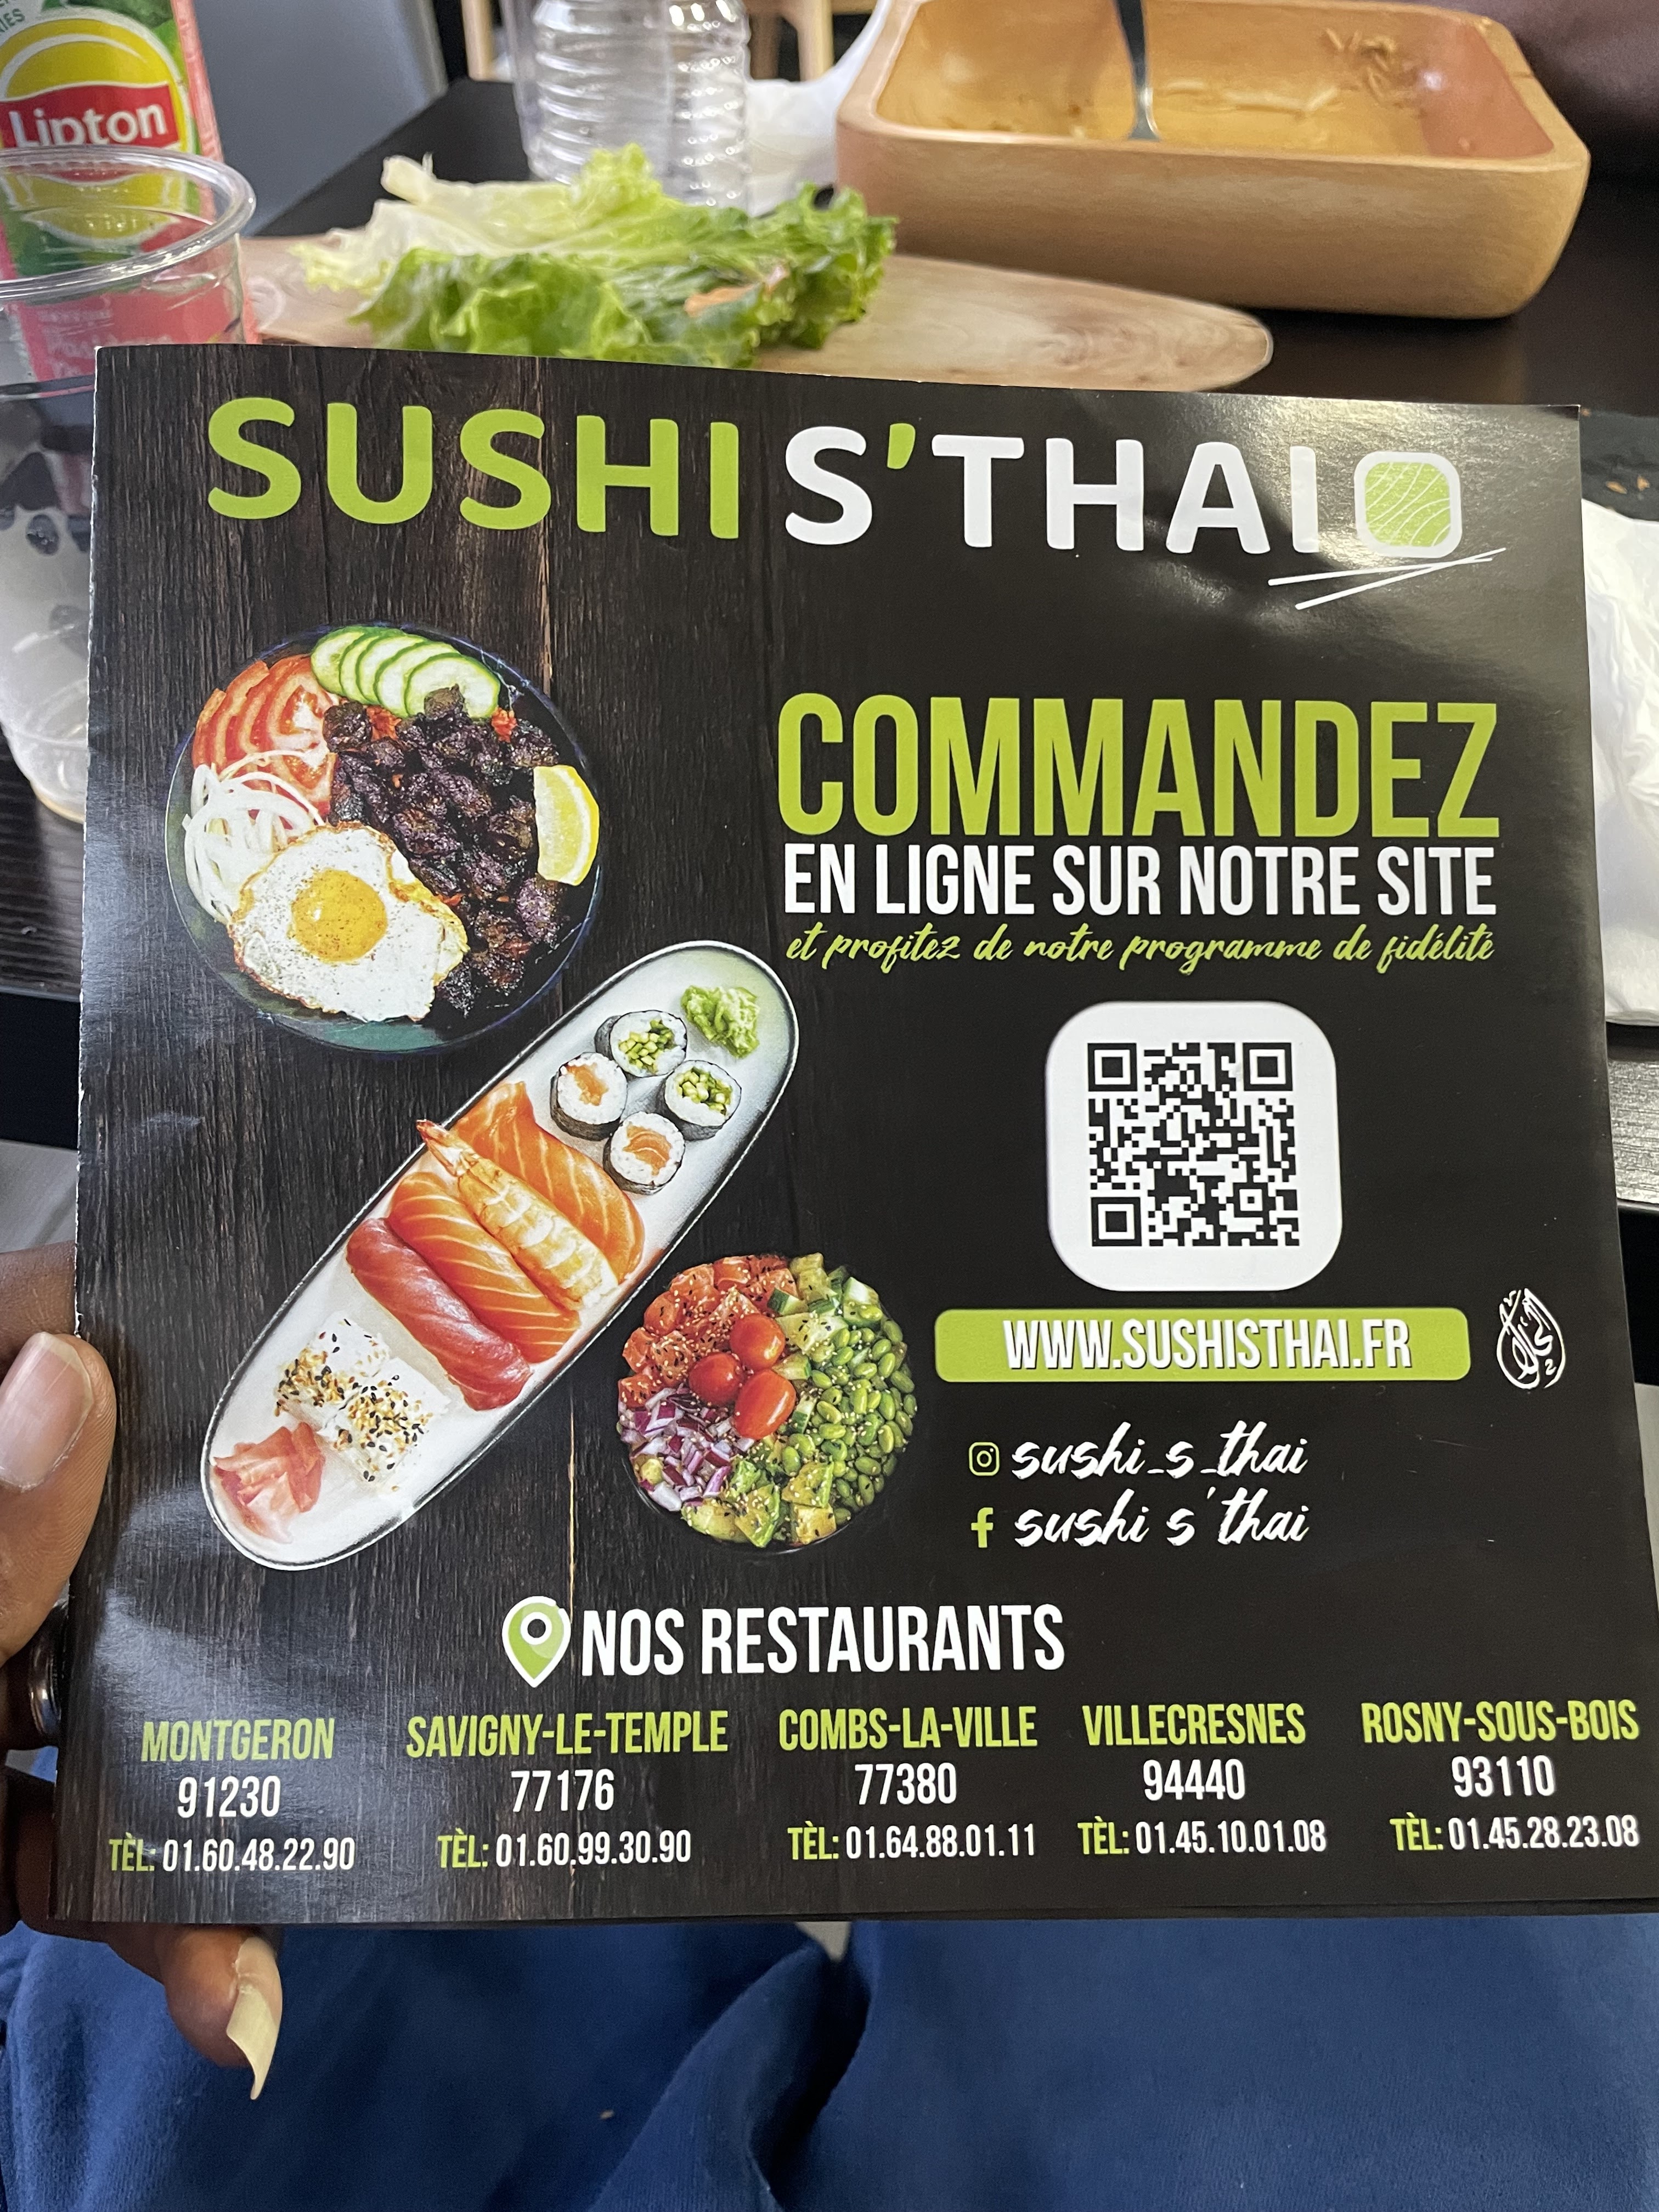 Lipton
SUSHI S'THAI
COMMANDEZ
EN LIGNE SUR NOTRE SITE
et profitez de notre programme de fidélité
WWW.SUSHISTHAI.FR
sushi_s_thai
sushi s'thai
NOS RESTAURANTS
MONTGERON
91230
TÈL: 01.60.48.22.90
SAVIGNY-LE-TEMPLE
77176
TÈL: 01.60.99.30.90
COMBS-LA-VILLE
77380
TÈL: 01.64.88.01.11
VILLECRESNES
94440
TÈL: 01.45.10.01.08
ROSNY-SOUS-BOIS
93110
TÈL: 01.45.28.23.08